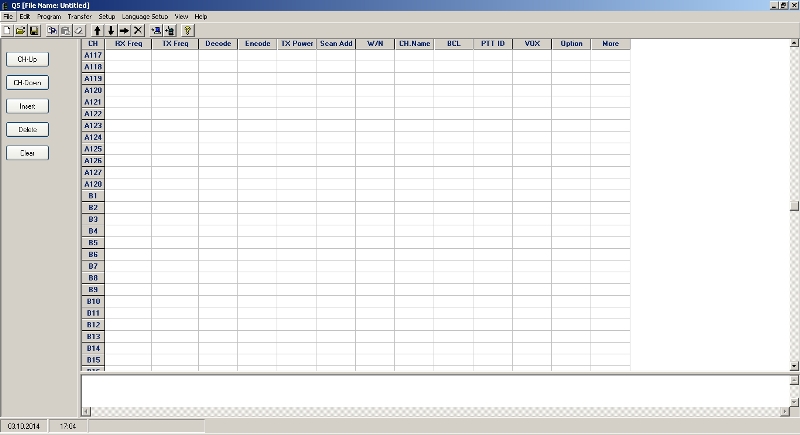 Q5 [File Name: Untitled]
File Edit Program Transfer Setup Language Setup View Help
CH RX Freq TX Freq Decode Encode TX Power Scan Add W/N CH.Name BCL PTT ID VOX Option More
CH-Up
CH-Down
Insert
Delete
Clear
A117
A118
A119
A120
A121
A122
A123
A124
A125
A126
A127
A128
B1
B2
B3
B4
B5
B6
B7
B8
B9
B10
B11
B12
B13
B14
B15
B16
17:04